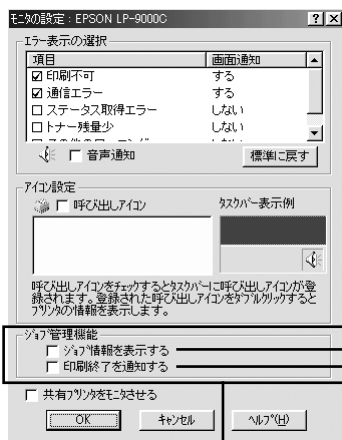 ﾓﾆﾀの設定 : EPSON LP-9000C
エラー表示の選択
項目 画面通知
印刷不可 する
通信エラー する
ステータス取得エラー しない
トナー残量少 しない
音声通知 標準に戻す
ｱｲｺﾝ設定
呼び出しｱｲｺﾝ ﾀｽｸﾊﾞｰ表示例
呼び出しｱｲｺﾝをﾁｪｯｸするとﾀｽｸﾊﾞｰに呼び出しｱｲｺﾝが登
録されます。登録された呼び出しｱｲｺﾝをﾀﾞﾌﾞﾙｸﾘｯｸすると
ﾌﾟﾘﾝﾀの情報を表示します。
ｼﾞｮﾌﾞ管理機能
ｼﾞｮﾌﾞ情報を表示する
印刷終了を通知する
共有ﾌﾟﾘﾝﾀをﾓﾆﾀさせる
OK ｷｬﾝｾﾙ ﾍﾙﾌﾟ(H)